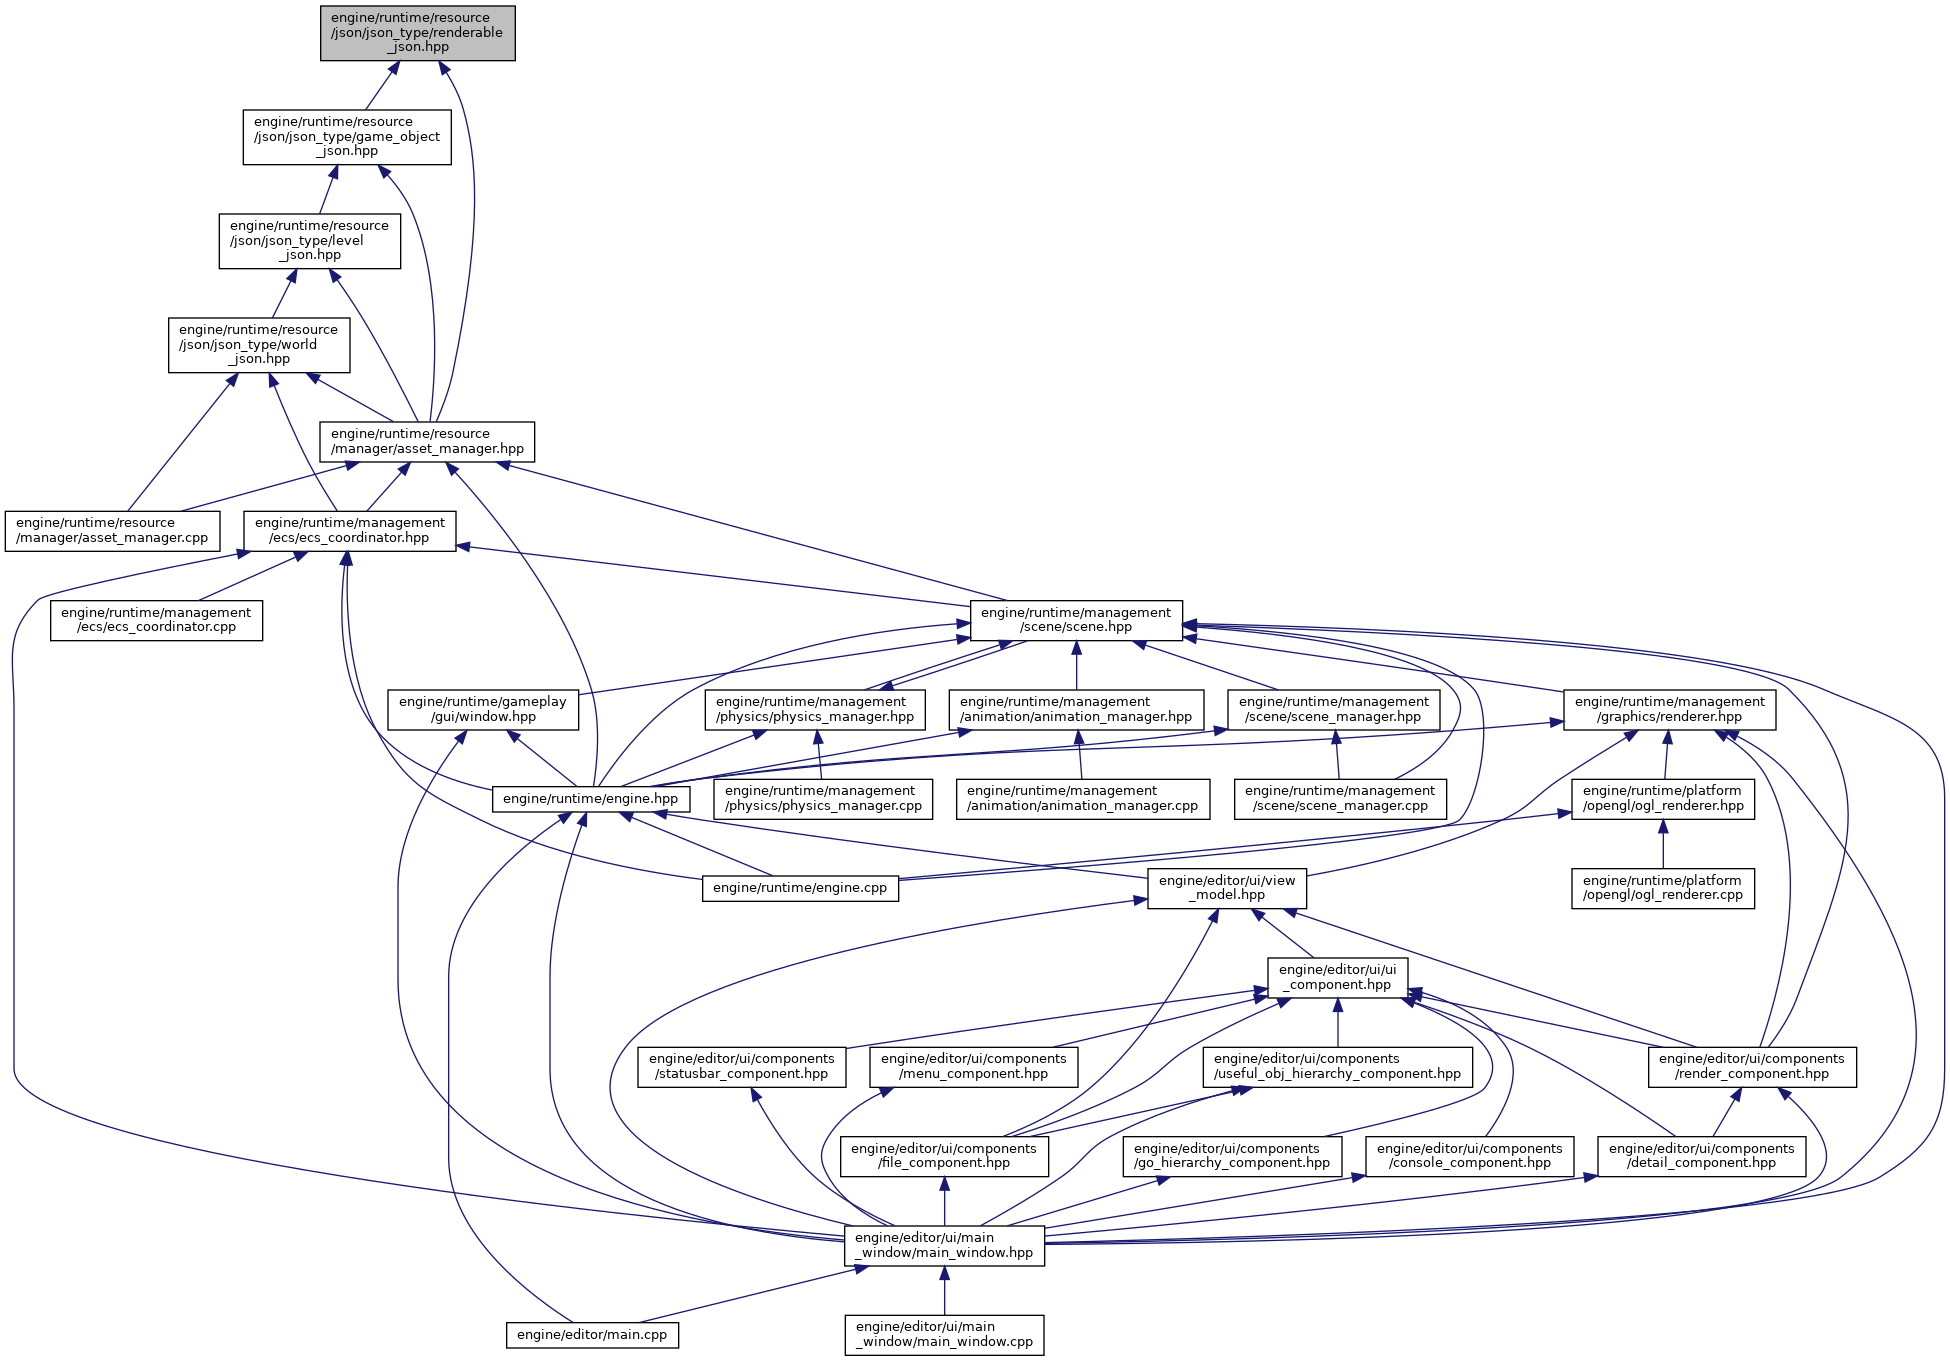 engine/runtime/resource
/json/json_type/renderable
_json.hpp
engine/runtime/resource
/json/json_type/game_object
_json.hpp
engine/runtime/resource
/json/json_type/level
_json.hpp
engine/runtime/resource
/json/json_type/world
_json.hpp
engine/runtime/resource
/manager/asset_manager.hpp
engine/runtime/resource
/manager/asset_manager.cpp
engine/runtime/management
/ecs/ecs_coordinator.hpp
engine/runtime/management
/ecs/ecs_coordinator.cpp
engine/runtime/management
/scene/scene.hpp
engine/runtime/gameplay
/gui/window.hpp
engine/runtime/management
/physics/physics_manager.hpp
engine/runtime/management
/animation/animation_manager.hpp
engine/runtime/management
/scene/scene_manager.hpp
engine/runtime/management
/graphics/renderer.hpp
engine/runtime/engine.hpp
engine/runtime/management
/physics/physics_manager.cpp
engine/runtime/management
/animation/animation_manager.cpp
engine/runtime/management
/scene/scene_manager.cpp
engine/runtime/platform
/opengl/ogl_renderer.hpp
engine/runtime/engine.cpp
engine/editor/ui/view
_model.hpp
engine/runtime/platform
/opengl/ogl_renderer.cpp
engine/editor/ui/ui
_component.hpp
engine/editor/ui/components
/statusbar_component.hpp
engine/editor/ui/components
/menu_component.hpp
engine/editor/ui/components
/useful_obj_hierarchy_component.hpp
engine/editor/ui/components
/render_component.hpp
engine/editor/ui/components
/file_component.hpp
engine/editor/ui/components
/go_hierarchy_component.hpp
engine/editor/ui/components
/console_component.hpp
engine/editor/ui/components
/detail_component.hpp
engine/editor/ui/main
_window/main_window.hpp
engine/editor/main.cpp
engine/editor/ui/main
_window/main_window.cpp